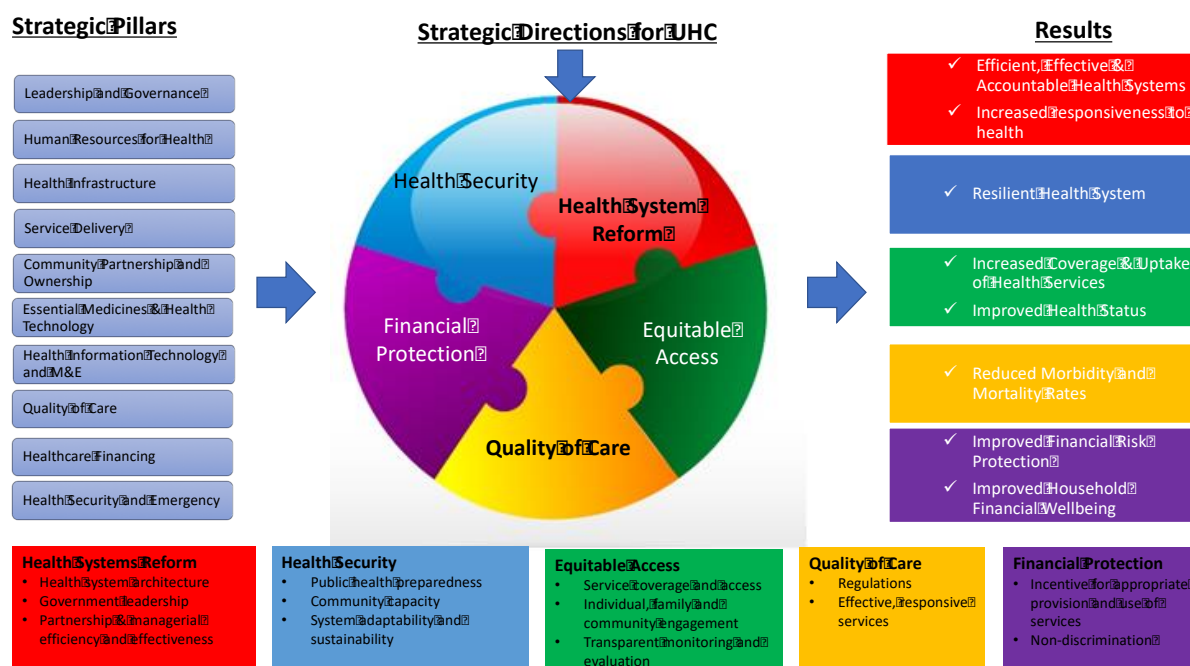 Strategic Pillars
Strategic Directions for UHC
Results
Leadership and Governance
Human Resources for Health
Health Infrastructure
Service Delivery
Community Partnership and
Ownership
Essential Medicines & Health
Technology
Health Information Technology
and M&E
Quality of Care
Healthcare Financing
Health Security and Emergency
Health Security
Health System
Reform
Financial
Protection
Equitable
Access
Quality of Care
✓ Efficient, Effective &
Accountable Health Systems
✓ Increased responsiveness to
health
✓ Resilient Health System
✓ Increased Coverage & Uptake
of Health Services
✓ Improved Health Status
✓ Reduced Morbidity and
Mortality Rates
✓ Improved Financial Risk
Protection
✓ Improved Household
Financial Wellbeing
Health Systems Reform
• Health system architecture
• Government leadership
• Partnership & managerial
efficiency and effectiveness
Health Security
• Public health preparedness
• Community capacity
• System adaptability and
sustainability
Equitable Access
• Service coverage and access
• Individual, family and
community engagement
• Transparent monitoring and
evaluation
Quality of Care
• Regulations
• Effective, responsive
services
Financial Protection
• Incentive for appropriate
provision and use of
services
• Non-discrimination